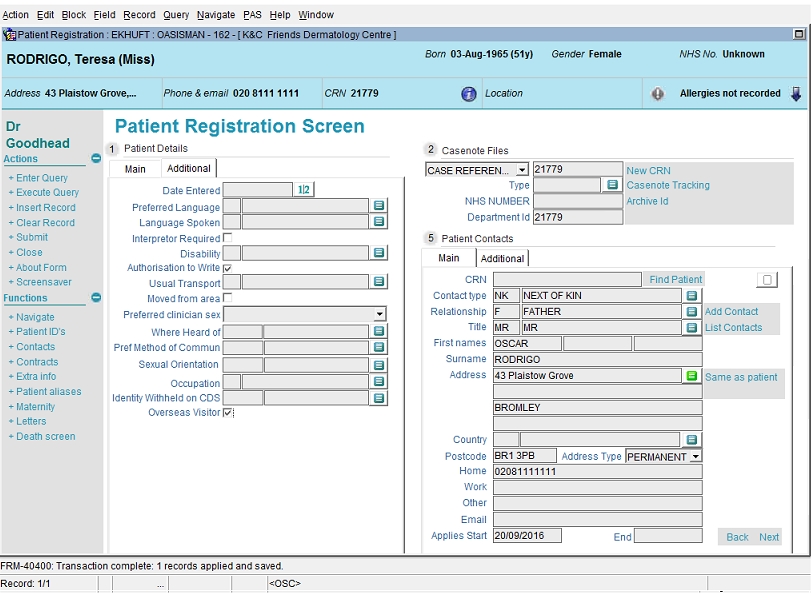 Action Edit Block Field Record Query Navigate PAS Help Window
Patient Registration : EKHUFT : OASISMAN - 162 - [ K&C Friends Dermatology Centre ]
RODRIGO, Teresa (Miss)
Born 03-Aug-1965 (51y) Gender Female NHS No. Unknown
Address 43 Plaistow Grove,... Phone & email 020 8111 1111 CRN 21779 Location Allergies not recorded
Dr
Goodhead
Actions
+ Enter Query
+ Execute Query
+ Insert Record
+ Clear Record
+ Submit
+ Close
+ About Form
+ Screensaver
Functions
+ Navigate
+ Patient ID's
+ Contacts
+ Contracts
+ Extra info
+ Patient aliases
+ Maternity
+ Letters
+ Death screen
Patient Registration Screen
1 Patient Details
Main Additional
Date Entered 1|2
Preferred Language
Language Spoken
Interpretor Required
Disability
Authorisation to Write
Usual Transport
Moved from area
Preferred clinician sex
Where Heard of
Pref Method of Commun
Sexual Orientation
Occupation
Identity Withheld on CDS
Overseas Visitor
2 Casenote Files
CASE REFEREN... 21779 New CRN
Type Casenote Tracking
NHS NUMBER Archive Id
Department Id 21779
5 Patient Contacts
Main Additional
CRN Find Patient
Contact type NK NEXT OF KIN
Relationship F FATHER Add Contact
Title MR MR List Contacts
First names OSCAR
Surname RODRIGO
Address 43 Plaistow Grove Same as patient
BROMLEY
Country
Postcode BR1 3PB Address Type PERMANENT
Home 02081111111
Work
Other
Email
Applies Start 20/09/2016 End Back Next
FRM-40400: Transaction complete: 1 records applied and saved.
Record: 1/1 ... <OSC>